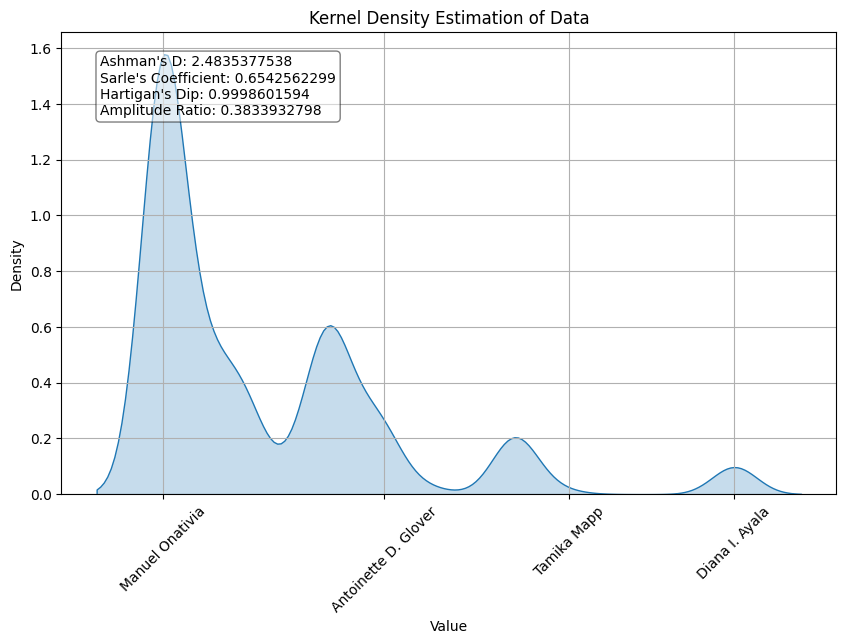 Kernel Density Estimation of Data
Ashman's D: 2.4835377538
Sarle's Coefficient: 0.6542562299
Hartigan's Dip: 0.9998601594
Amplitude Ratio: 0.3833932798
Density
1.6
1.4
1.2
1.0
0.8
0.6
0.4
0.2
0.0
Manuel Onativia
Antoinette D. Glover
Tamika Mapp
Diana I. Ayala
Value